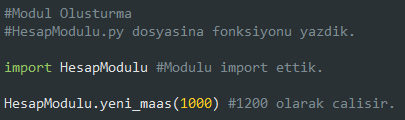 #Modul Olusturma
#HesapModulu.py dosyasina fonksiyonu yazdik.
import HesapModulu #Modulu import ettik.
HesapModulu.yeni_maas(1000) #1200 olarak calisir.